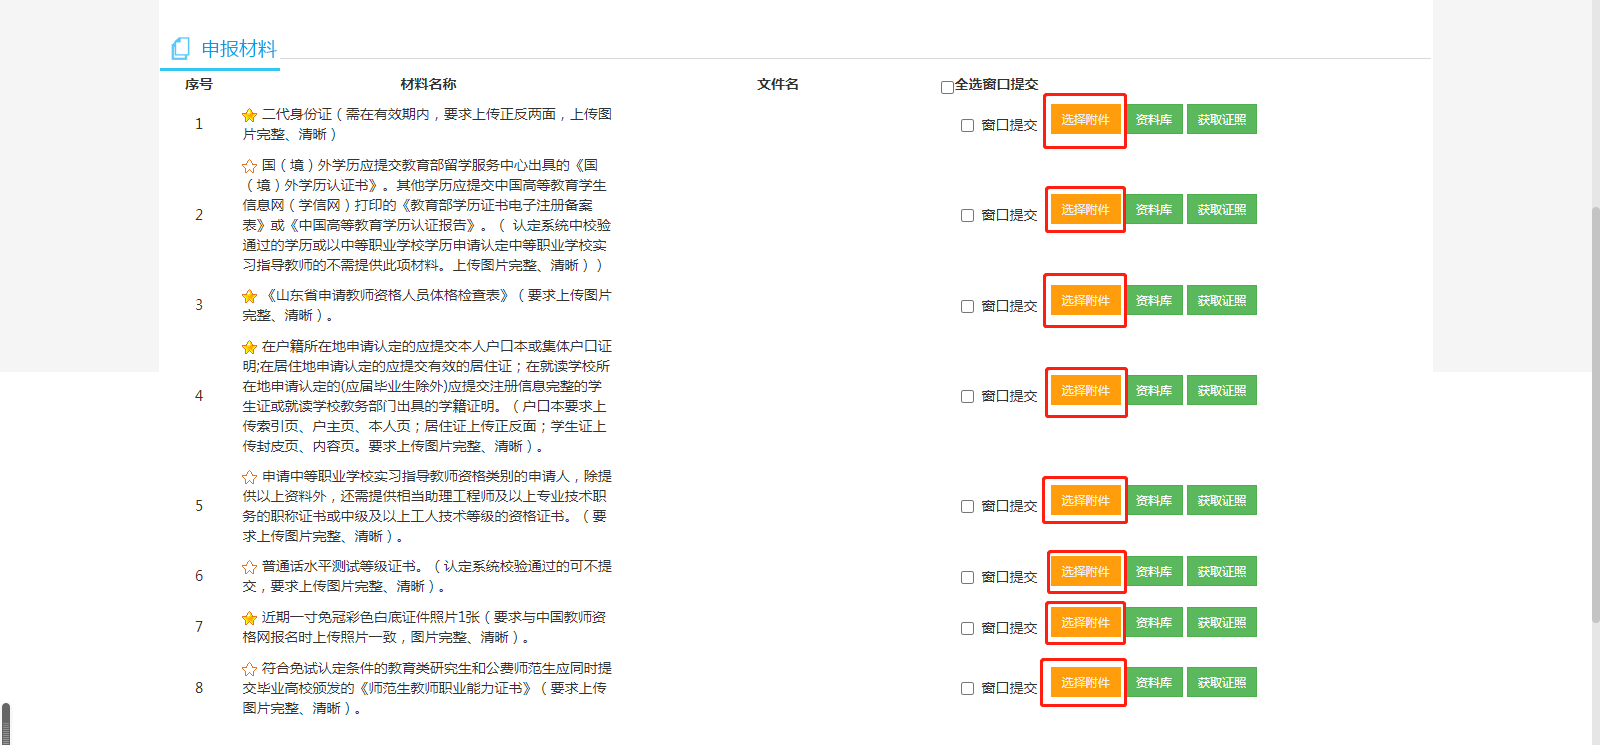 申报材料
序号 材料名称 文件名 全选窗口提交
1 二代身份证（需在有效期内，要求上传正反两面，上传图
片完整、清晰） 窗口提交 选择附件 资料库 获取证照
国（境）外学历应提交教育部留学服务中心出具的《国
（境）外学历认证书》。其他学历应提交中国高等教育学生
信息网（学信网）打印的《教育部学历证书电子注册备案
2 表》或《中国高等教育学历认证报告》。（ 认定系统中校验 窗口提交 选择附件 资料库 获取证照
通过的学历或以中等职业学校学历申请认定中等职业学校实
习指导教师的不需提供此项材料。上传图片完整、清晰））
3 《山东省申请教师资格人员体格检查表》（要求上传图片
完整、清晰）。 窗口提交 选择附件 资料库 获取证照
在户籍所在地申请认定的应提交本人户口本或集体户口证
明;在居住地申请认定的应提交有效的居住证；在就读学校所
4 在地申请认定的(应届毕业生除外)应提交注册信息完整的学 窗口提交 选择附件 资料库 获取证照
生证或就读学校教务部门出具的学籍证明。（户口本要求上
传索引页、户主页、本人页；居住证上传正反面；学生证上
传封皮页、内容页。要求上传图片完整、清晰）。
申请中等职业学校实习指导教师资格类别的申请人，除提
5 供以上资料外，还需提供相当助理工程师及以上专业技术职 窗口提交 选择附件 资料库 获取证照
务的职称证书或中级及以上工人技术等级的资格证书。（要
求上传图片完整、清晰）。
6 普通话水平测试等级证书。（认定系统校验通过的可不提
交，要求上传图片完整、清晰）。 窗口提交 选择附件 资料库 获取证照
7 近期一寸免冠彩色白底证件照片1张（要求与中国教师资
格网报名时上传照片一致，图片完整、清晰）。 窗口提交 选择附件 资料库 获取证照
符合免试认定条件的教育类研究生和公费师范生应同时提
8 交毕业高校颁发的《师范生教师职业能力证书》（要求上传 窗口提交 选择附件 资料库 获取证照
图片完整、清晰）。